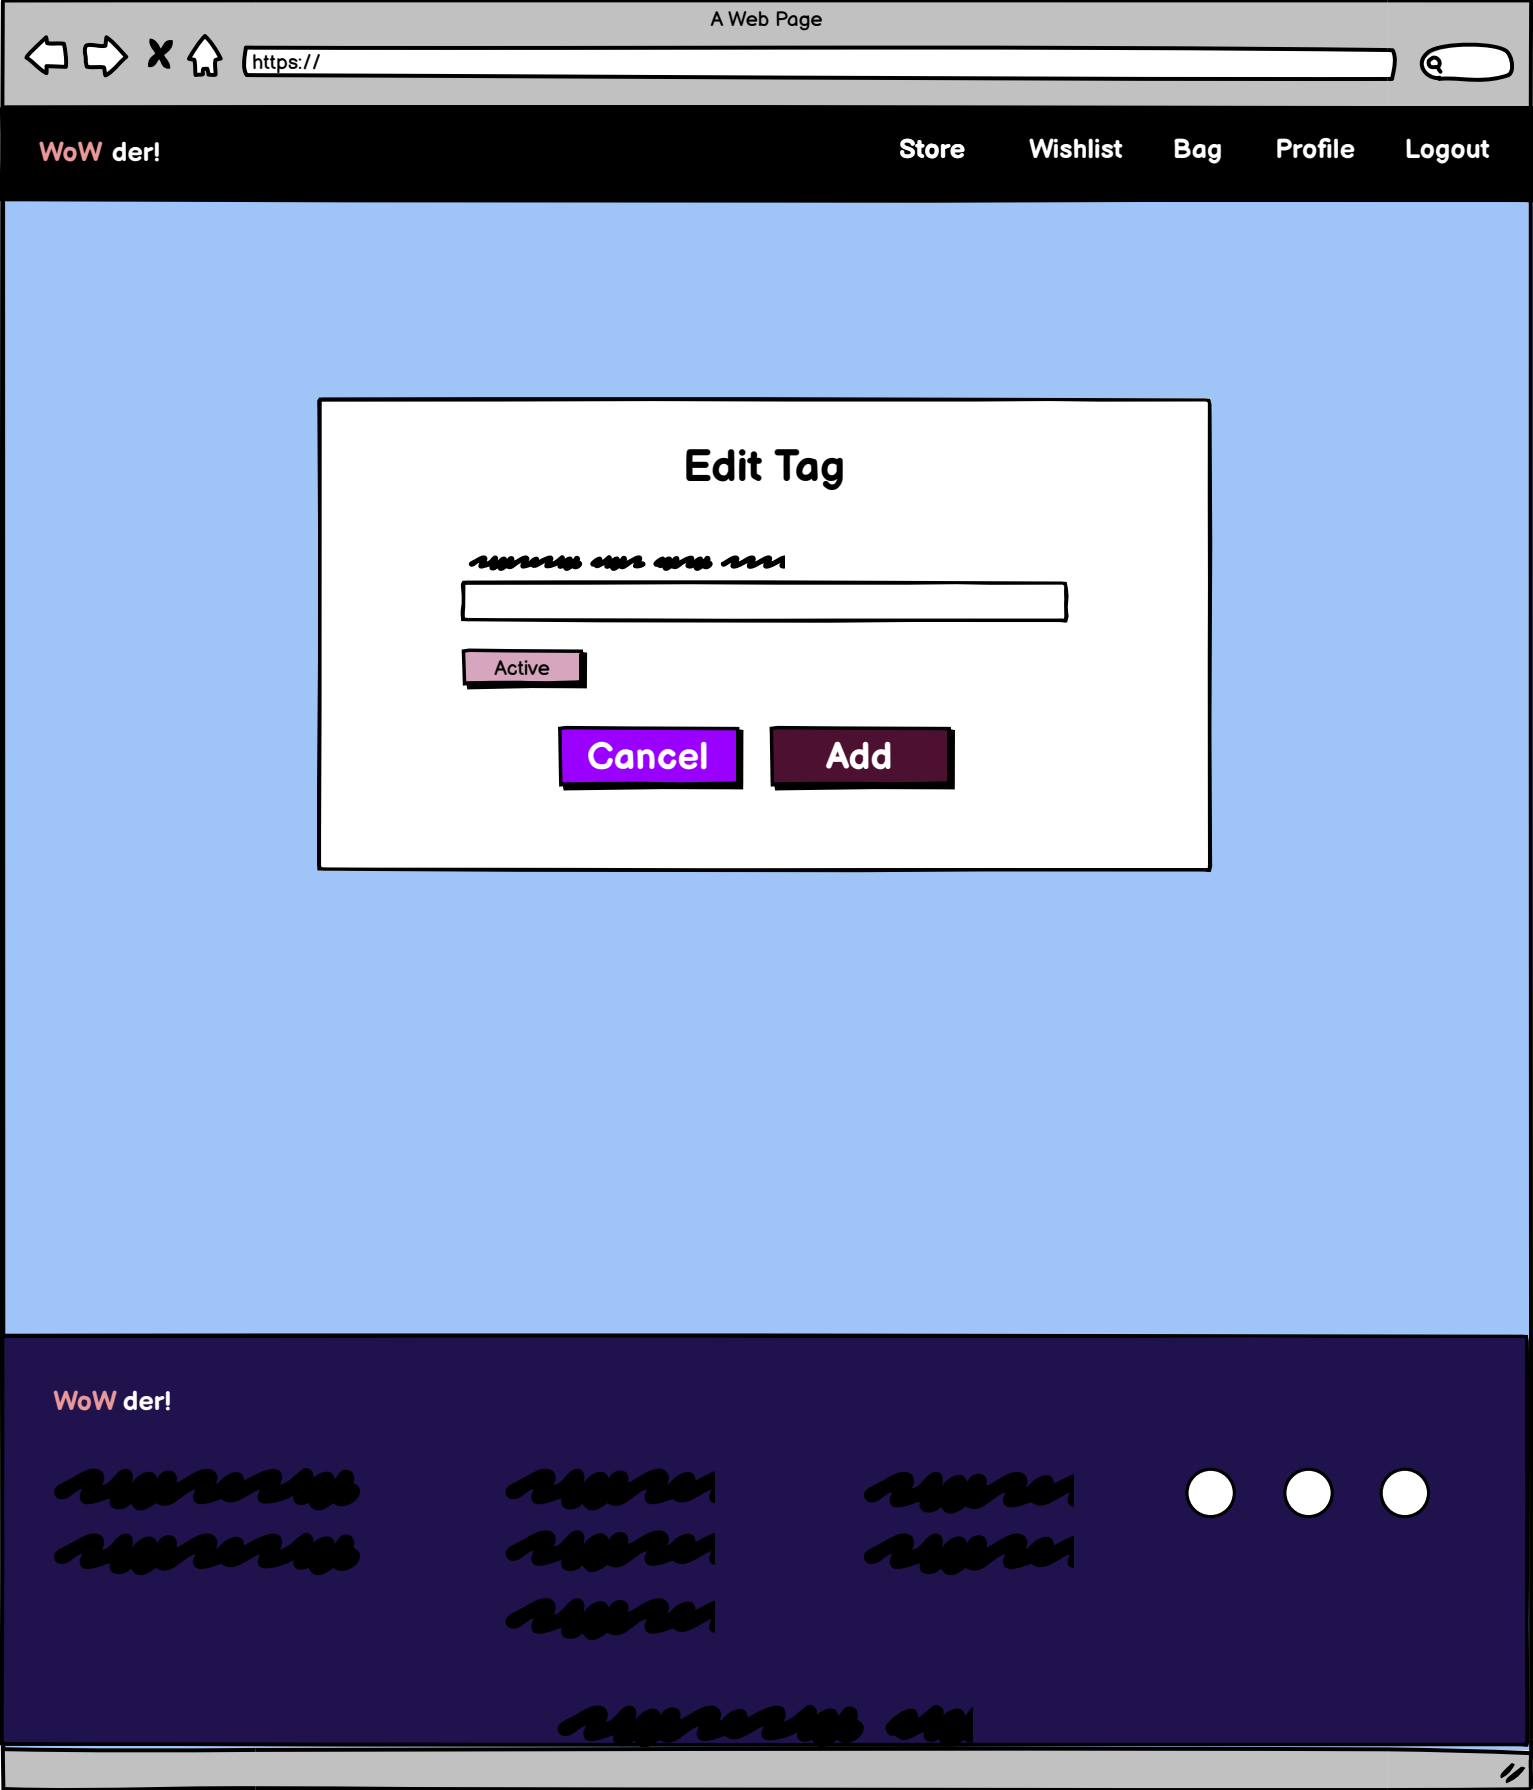 A Web Page
https://
WoW der!
Store Wishlist Bag Profile Logout
Edit Tag
Active
Cancel Add
WoW der!